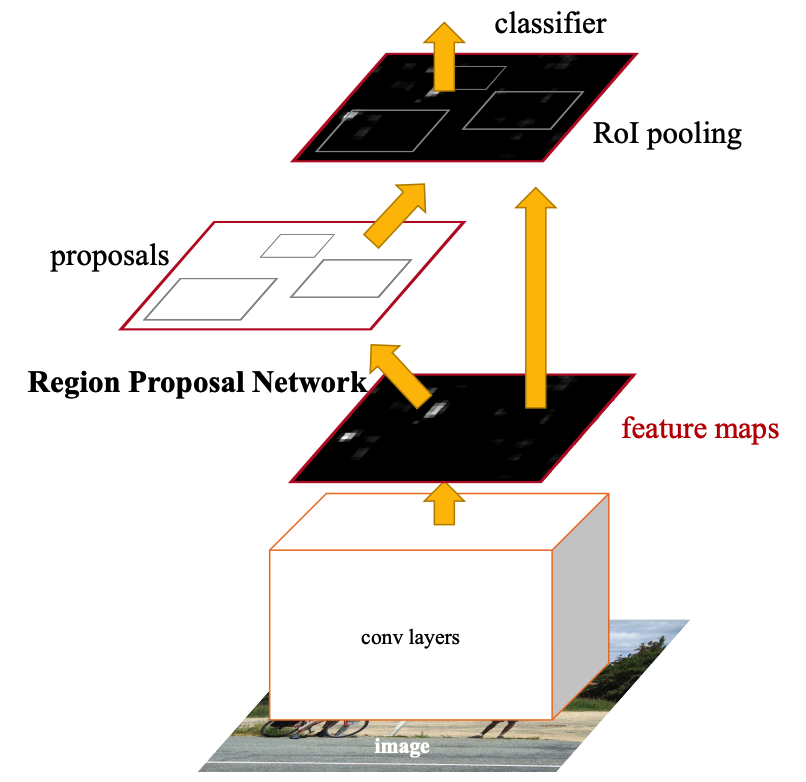 classifier
RoI pooling
proposals
Region Proposal Network
feature maps
conv layers
image